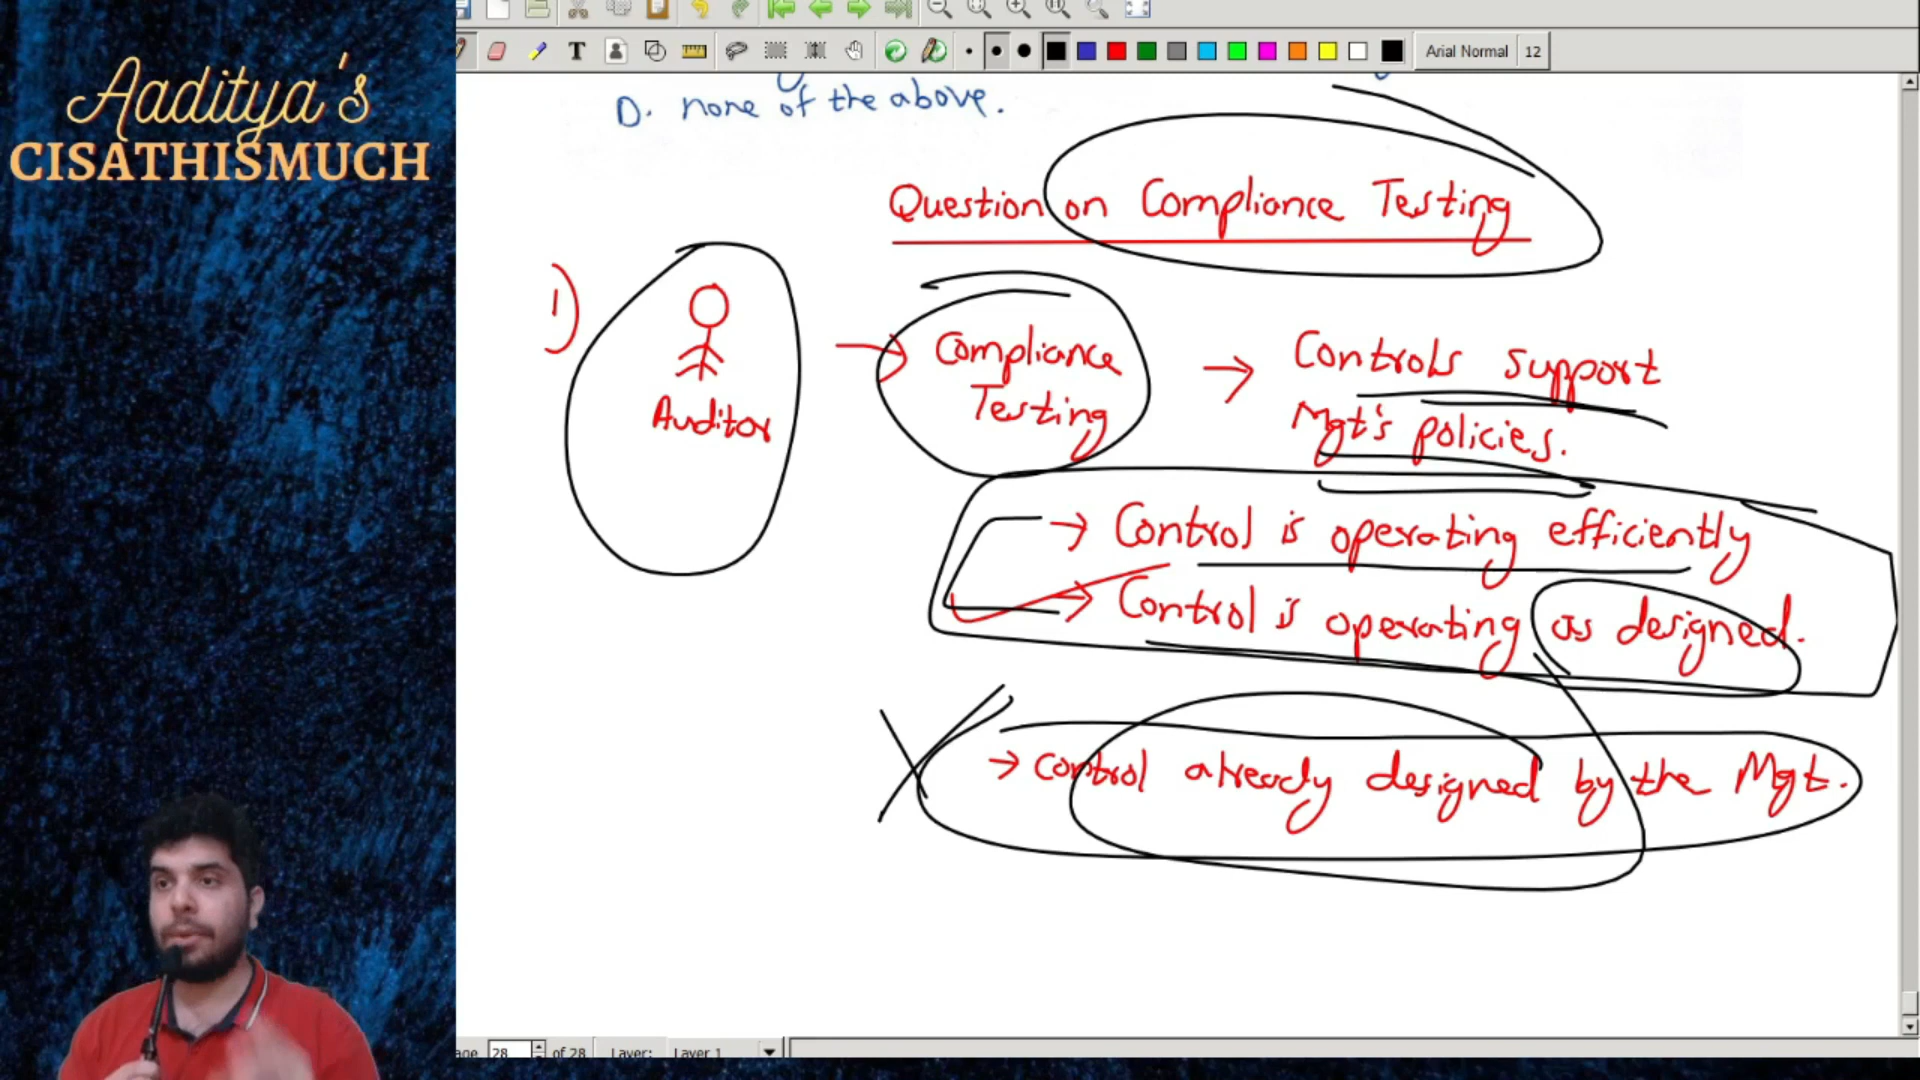 Aaditya's
CISATHISMUCH
Arial Normal 12
D. none of the above.
Question on Compliance Testing
1)
Auditor
→ Compliance
Testing
→ Controls support
Mgt's policies.
→ Control is operating efficiently
→ Control is operating as designed.
→ control already designed by the Mgt.
age 28 of 28 Layer: Layer 1